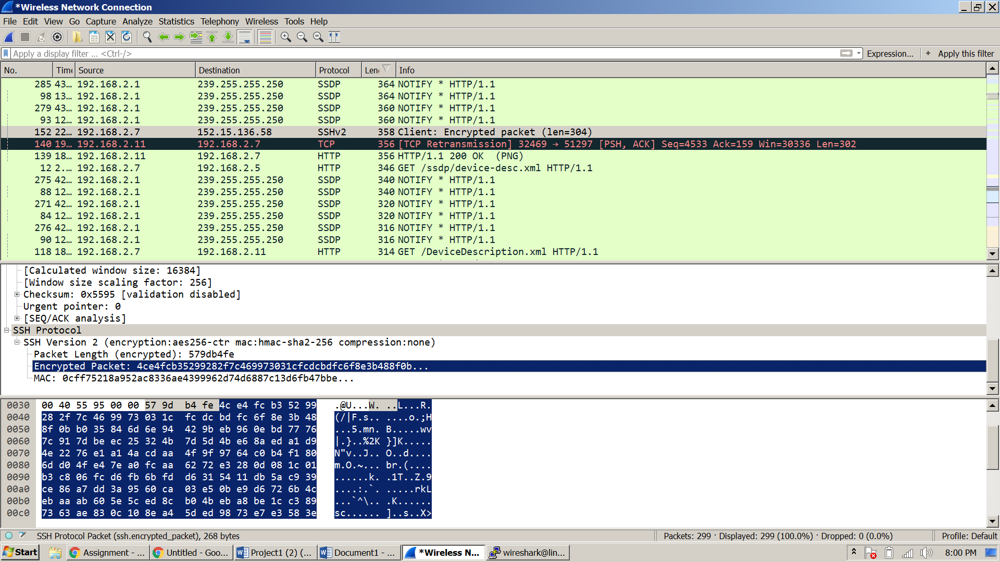 *Wireless Network Connection
File Edit View Go Capture Analyze Statistics Telephony Wireless Tools Help
Apply a display filter ... <Ctrl-/> Expression... + Apply this filter
No. Time Source Destination Protocol Len Info
285 43... 192.168.2.1 239.255.255.250 SSDP 364 NOTIFY * HTTP/1.1
98 13... 192.168.2.1 239.255.255.250 SSDP 364 NOTIFY * HTTP/1.1
279 43... 192.168.2.1 239.255.255.250 SSDP 360 NOTIFY * HTTP/1.1
93 12... 192.168.2.1 239.255.255.250 SSDP 360 NOTIFY * HTTP/1.1
152 22... 192.168.2.7 152.15.136.58 SSHv2 358 Client: Encrypted packet (len=304)
140 19... 192.168.2.11 192.168.2.7 TCP 356 [TCP Retransmission] 32469 → 51297 [PSH, ACK] Seq=4533 Ack=159 Win=30336 Len=302
139 18... 192.168.2.11 192.168.2.7 HTTP 356 HTTP/1.1 200 OK (PNG)
12 2.... 192.168.2.7 192.168.2.5 HTTP 346 GET /ssdp/device-desc.xml HTTP/1.1
275 42... 192.168.2.1 239.255.255.250 SSDP 340 NOTIFY * HTTP/1.1
88 12... 192.168.2.1 239.255.255.250 SSDP 340 NOTIFY * HTTP/1.1
271 42... 192.168.2.1 239.255.255.250 SSDP 320 NOTIFY * HTTP/1.1
84 12... 192.168.2.1 239.255.255.250 SSDP 320 NOTIFY * HTTP/1.1
276 42... 192.168.2.1 239.255.255.250 SSDP 316 NOTIFY * HTTP/1.1
90 12... 192.168.2.1 239.255.255.250 SSDP 316 NOTIFY * HTTP/1.1
118 18... 192.168.2.7 192.168.2.11 HTTP 314 GET /DeviceDescription.xml HTTP/1.1
[Calculated window size: 16384]
[Window size scaling factor: 256]
Checksum: 0x5595 [validation disabled]
Urgent pointer: 0
[SEQ/ACK analysis]
SSH Protocol
SSH Version 2 (encryption:aes256-ctr mac:hmac-sha2-256 compression:none)
Packet Length (encrypted): 579db4fe
Encrypted Packet: 4ce4fcb35299282f7c469973031cfcdcbdfc6f8e3b488f0b...
MAC: 0cff75218a952ac8336ae4399962d74d6887c13d6fb47bbe...
0030 00 40 55 95 00 00 57 9d b4 fe 4c e4 fc b3 52 99 .@U...W. ..L...R.
0040 28 2f 7c 46 99 73 03 1c fc dc bd fc 6f 8e 3b 48 (/|F.s.. ....o.;H
0050 8f 0b b0 35 84 6d 6e 94 42 9b eb 96 0e bd 77 76 ...5.mn. B.....wv
0060 7c 91 7d be ec 25 32 4b 7d 5d 4b e6 8a ed a1 d9 |.}..%2K }]K.....
0070 4e 22 76 e1 a1 4a cd aa 4f 9f 97 64 c0 b4 f1 80 N"v..J.. O..d....
0080 6d d0 4f e4 7e a0 fc aa 62 72 e3 28 0d 08 1c 01 m.O.~... br.(....
0090 b3 c8 06 fc d6 fb 6b fd d6 31 54 11 db 5a c9 39 ......k. .1T..Z.9
00a0 ce 86 a7 dd 3a 95 60 ca 03 e5 0b e9 d6 72 6b 4c ....:.`. .....rkL
00b0 eb aa ab 60 5e 5c ed 8c b0 4b eb a8 be 1c c3 89 ...`^\.. .K......
00c0 73 63 ae 83 0c 10 8e a4 5d ed 98 73 e7 e3 58 3e sc...... ]..s..X>
SSH Protocol Packet (ssh.encrypted_packet), 268 bytes Packets: 299 · Displayed: 299 (100.0%) · Dropped: 0 (0.0%) Profile: Default
Start Assignment - ... Untitled - Goo... Project1 (2) (... Document1 - ... *Wireless N... wireshark@lin... 8:00 PM